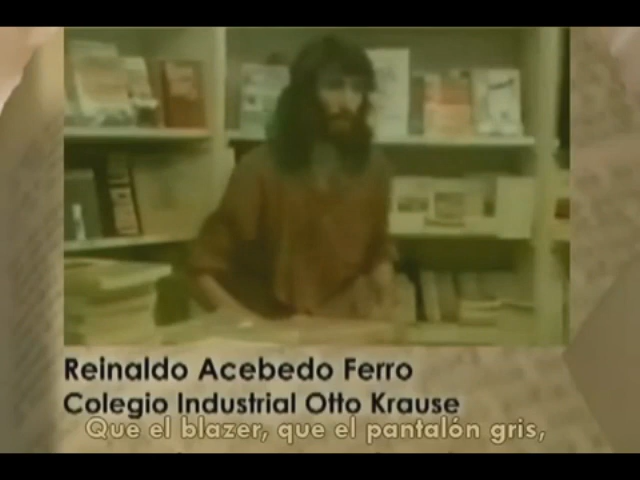 Reinaldo Acebedo Ferro
Colegio Industrial Otto Krause
Que el blazer, que el pantalón gris,